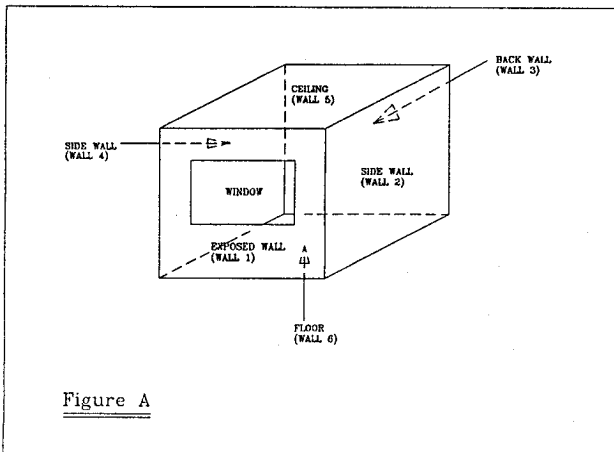 BACK WALL
(WALL 3)
CEILING
(WALL 5)
SIDE WALL
(WALL 4)
SIDE WALL
(WALL 2)
WINDOW
EXPOSED WALL
(WALL 1)
FLOOR
(WALL 6)
Figure A